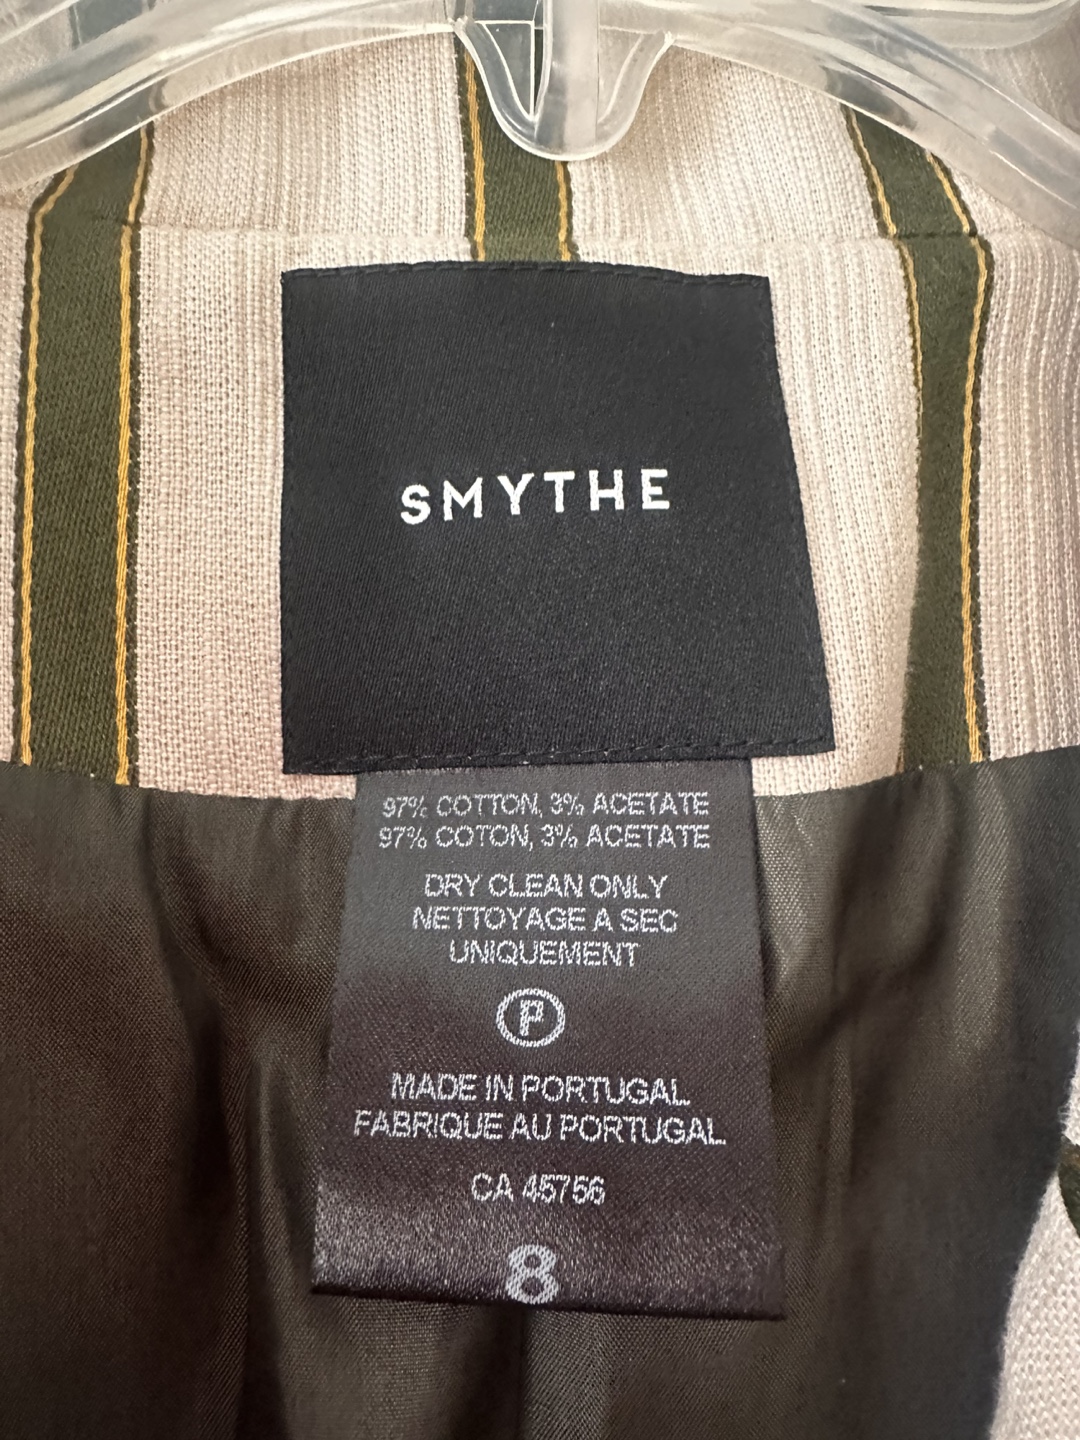 SMYTHE
97% COTTON, 3% ACETATE
97% COTON, 3% ACETATE
DRY CLEAN ONLY
NETTOYAGE A SEC
UNIQUEMENT
P
MADE IN PORTUGAL
FABRIQUE AU PORTUGAL
CA 45756
8